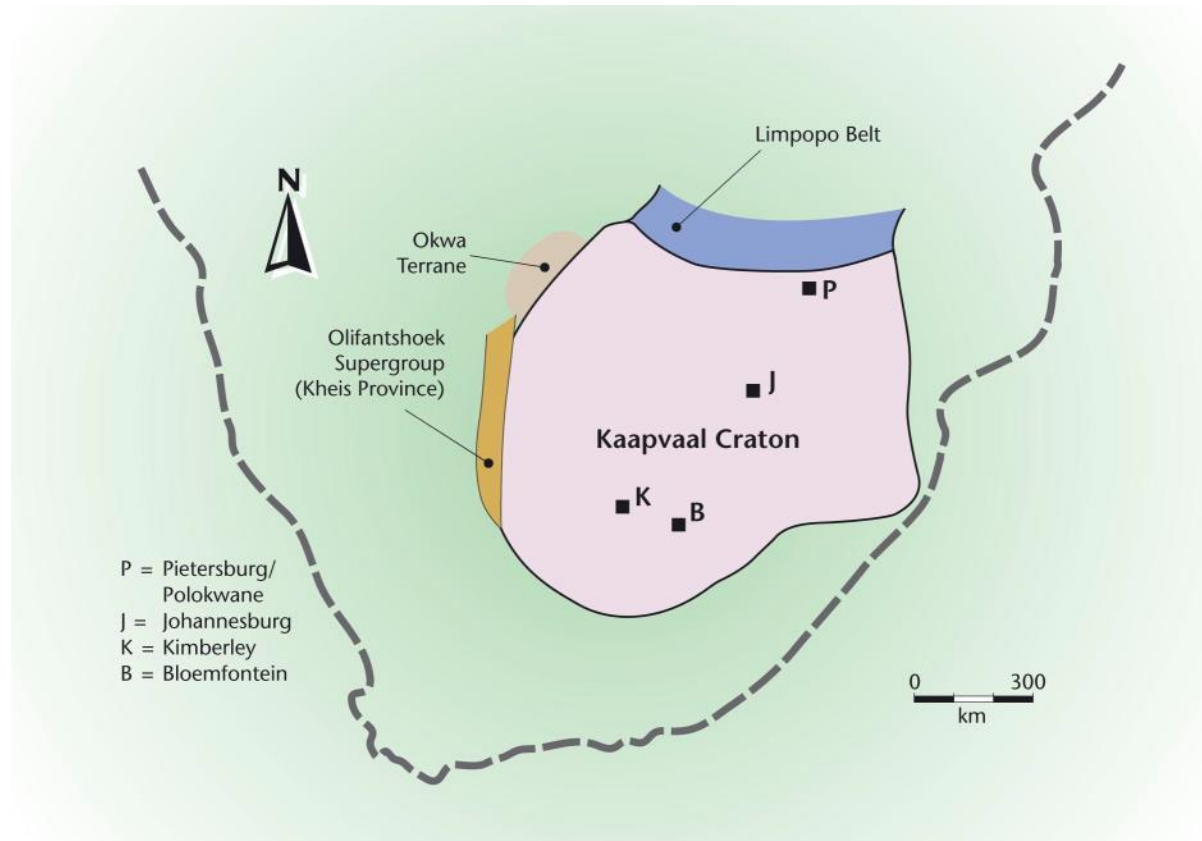 Limpopo Belt
N
Okwa
Terrane
P
Olifantshoek
Supergroup
(Kheis Province)
J
Kaapvaal Craton
K
B
P = Pietersburg/
Polokwane
J = Johannesburg
K = Kimberley
B = Bloemfontein
0 300
km